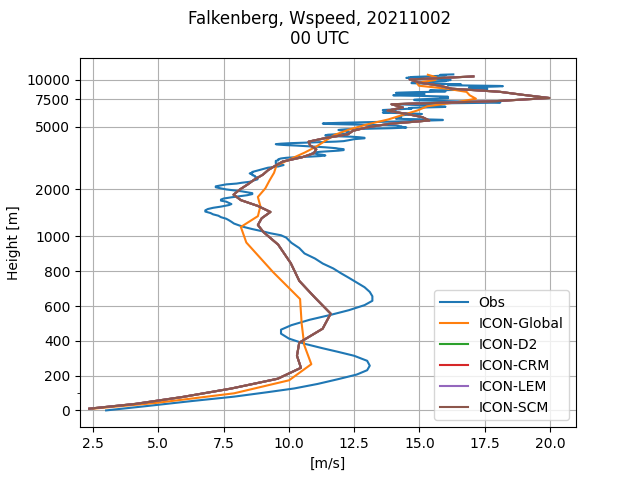 Falkenberg, Wspeed, 20211002
00 UTC
10000
7500
5000
2000
1000
800
600
400
200
0
Height [m]
Obs
ICON-Global
ICON-D2
ICON-CRM
ICON-LEM
ICON-SCM
2.5 5.0 7.5 10.0 12.5 15.0 17.5 20.0
[m/s]